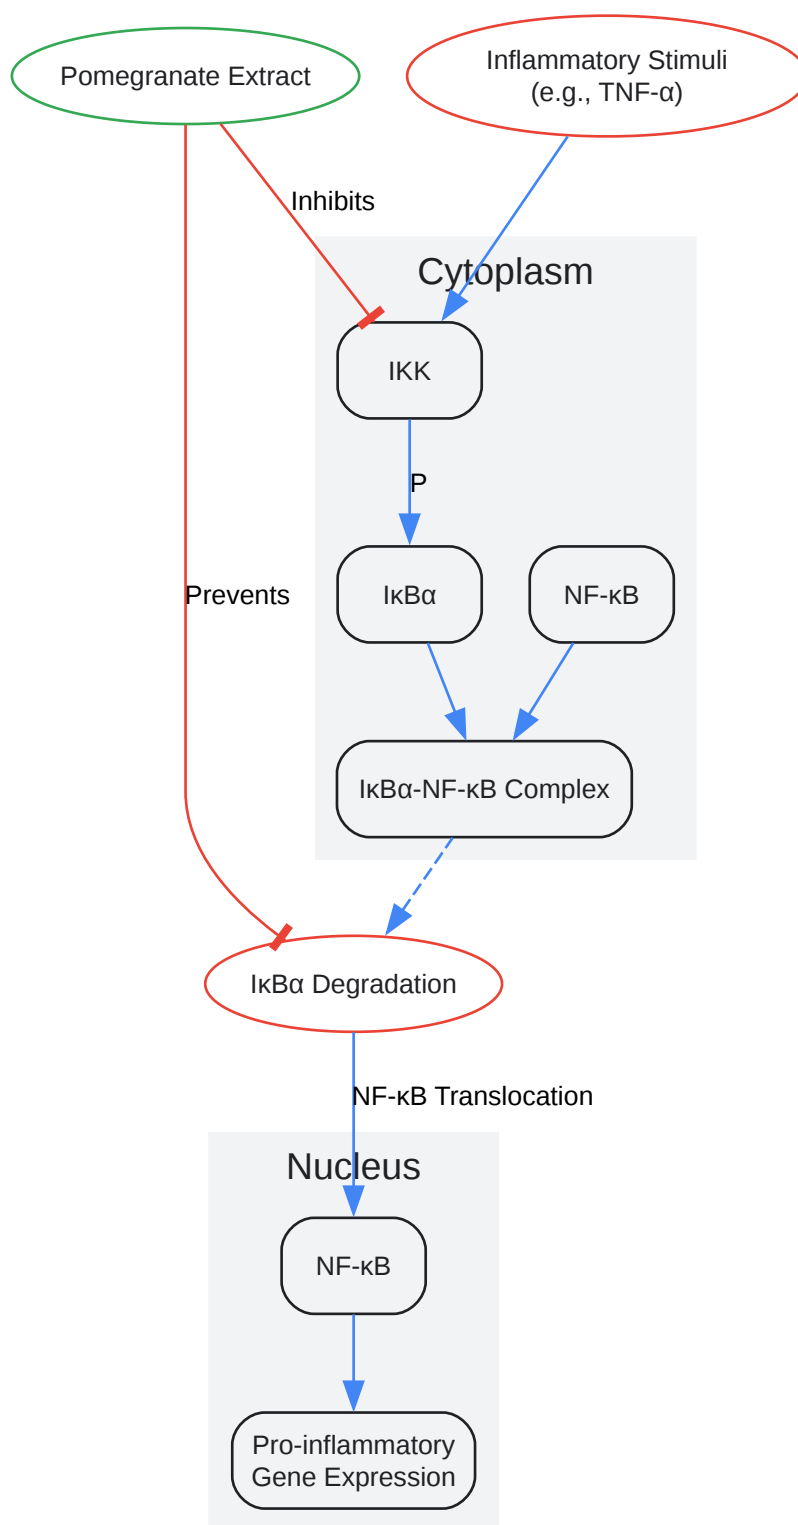 Pomegranate Extract
Inflammatory Stimuli
(e.g., TNF-α)
Inhibits
Cytoplasm
IKK
P
IκBα
NF-κB
Prevents
IκBα-NF-κB Complex
IκBα Degradation
NF-κB Translocation
Nucleus
NF-κB
Pro-inflammatory
Gene Expression